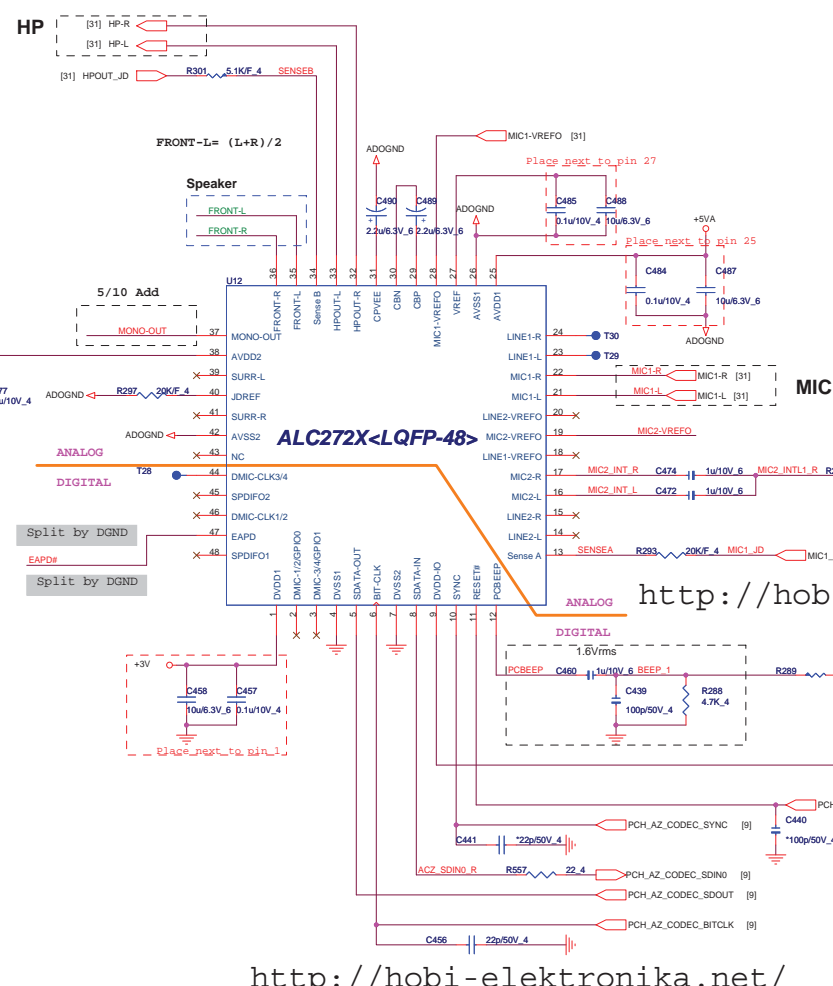 HP
[31] HP-R
[31] HP-L
[31] HPOUT_JD
R301 5.1K/F_4 SENSEB
FRONT-L= (L+R)/2
ADOGND
MIC1-VREFO [31]
Place next to pin 27
Speaker
FRONT-L
FRONT-R
C490
2.2u/6.3V_6
C489
2.2u/6.3V_6
ADOGND
C485
0.1u/10V_4
C488
10u/6.3V_6
+5VA
Place next to pin 25
C484
0.1u/10V_4
C487
10u/6.3V_6
ADOGND
U12
36 35 34 33 32 31 30 29 28 27 26 25
FRONT-R
FRONT-L
Sense B
HPOUT-L
HPOUT-R
CPVEE
CBN
CBP
MIC1-VREFO
VREF
AVSS1
AVDD1
5/10 Add
MONO-OUT 37 MONO-OUT
38 AVDD2
39 SURR-L
ADOGND R297 20K/F_4 40 JDREF
41 SURR-R
ADOGND 42 AVSS2
43 NC
T28 44 DMIC-CLK3/4
45 SPDIFO2
46 DMIC-CLK1/2
47 EAPD
48 SPDIFO1
77
u/10V_4
ANALOG
DIGITAL
Split by DGND
EAPD#
Split by DGND
ALC272X<LQFP-48>
LINE1-R 24 T30
LINE1-L 23 T29
MIC1-R 22 MIC1-R MIC1-R [31]
MIC1-L 21 MIC1-L MIC1-L [31]
MIC
LINE2-VREFO 20
MIC2-VREFO 19 MIC2-VREFO
LINE1-VREFO 18
MIC2-R 17 MIC2_INT_R C474 1u/10V_6 MIC2_INTL1_R
MIC2-L 16 MIC2_INT_L C472 1u/10V_6
LINE2-R 15
LINE2-L 14
Sense A 13 SENSEA R293 20K/F_4 MIC1_JD MIC1_
http://hob
DVDD1
DMIC-1/2/GPIO0
DMIC-3/4/GPIO1
DVSS1
SDATA-OUT
BIT-CLK
DVSS2
SDATA-IN
DVDD-IO
SYNC
RESET#
PCBEEP
1 2 3 4 5 6 7 8 9 10 11 12
ANALOG
DIGITAL
+3V
C458
10u/6.3V_6
C457
0.1u/10V_4
Place next to pin 1
1.6Vrms
PCBEEP C460 1u/10V_6 BEEP_1
C439
100p/50V_4
R288
4.7K_4
R289
PCH
C440
*100p/50V_4
PCH_AZ_CODEC_SYNC [9]
C441 *22p/50V_4
ACZ_SDIN0_R R557 22_4 PCH_AZ_CODEC_SDIN0 [9]
PCH_AZ_CODEC_SDOUT [9]
PCH_AZ_CODEC_BITCLK [9]
C456 22p/50V_4
http://hobi-elektronika.net/